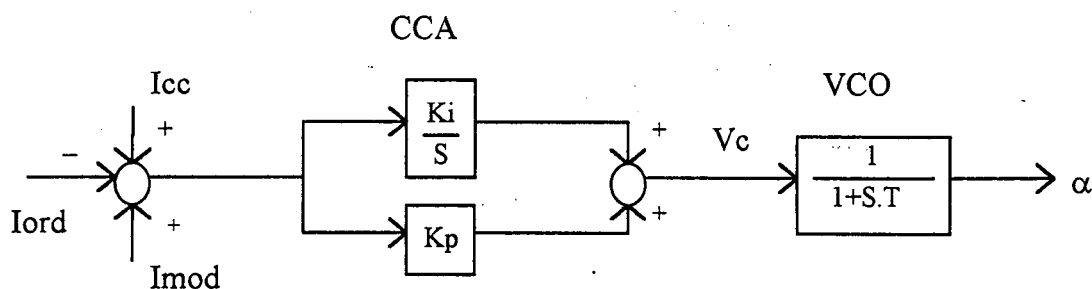 CCA
Icc
VCO
+
Ki
S
+
–
Vc
1
1+S.T
α
Iord
+
Kp
+
Imod